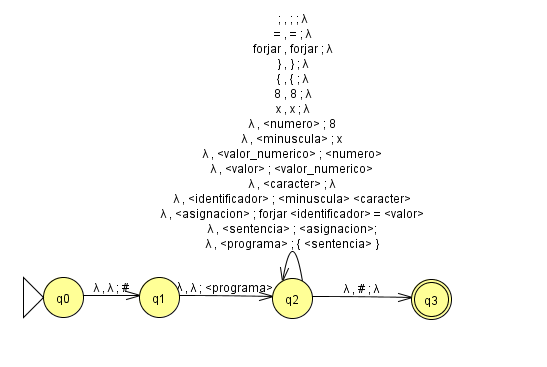 ; , ; ; λ
= , = ; λ
forjar , forjar ; λ
} , } ; λ
{ , { ; λ
8 , 8 ; λ
x , x ; λ
λ , <numero> ; 8
λ , <minuscula> ; x
λ , <valor_numerico> ; <numero>
λ , <valor> ; <valor_numerico>
λ , <caracter> ; λ
λ , <identificador> ; <minuscula> <caracter>
λ , <asignacion> ; forjar <identificador> = <valor>
λ , <sentencia> ; <asignacion>;
λ , <programa> ; { <sentencia> }
λ , λ ; #
λ , λ ; <programa>
λ , # ; λ
q0
q1
q2
q3